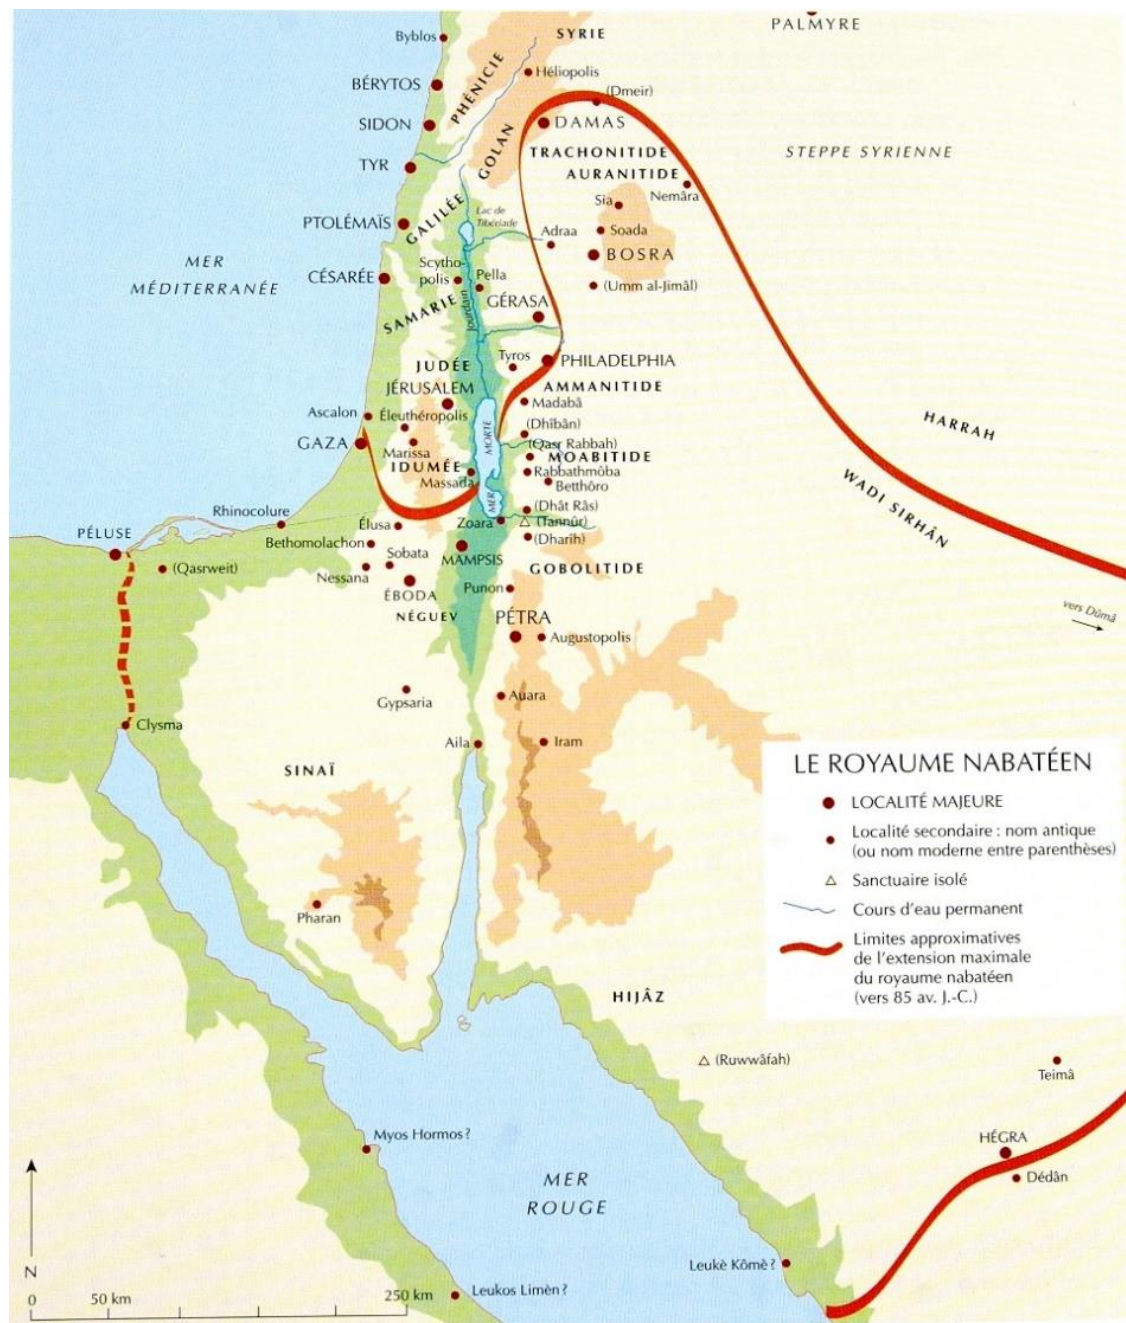 PALMYRE
Byblos
SYRIE
PHÉNICIE
Héliopolis
BÉRYTOS
(Dmeir)
SIDON
DAMAS
GOLAN
TRACHONITIDE
STEPPE SYRIENNE
TYR
AURANITIDE
Nemâra
Sia
GALILÉE
Lac de
Tibériade
PTOLÉMAÏS
Soada
Adraa
BOSRA
MER
MÉDITERRANÉE
Scytho-
polis
Pella
CÉSARÉE
(Umm al-Jimâl)
SAMARIE
Jourdain
GÉRASA
Tyros
PHILADELPHIA
JUDÉE
AMMANITIDE
JÉRUSALEM
Madabâ
Ascalon
Éleuthéropolis
(Dhîbân)
HARRAH
GAZA
Marissa
MER MORTE
(Qasr Rabbah)
MOABITIDE
IDUMÉE
Rabbathmôba
Massada
Betthôro
WADI SIRHÂN
Rhinocolure
(Dhât Râs)
PÉLUSE
Élusa
Zoara
(Tannûr)
Bethomolachon
(Dharih)
Sobata
MAMPSIS
(Qasrweit)
Nessana
GOBOLITIDE
ÉBODA
Punon
NÉGUEV
PÉTRA
vers Dûmâ
Augustopolis
Gypsaria
Auara
Clysma
Aila
Iram
SINAÏ
Pharan
LE ROYAUME NABATÉEN
LOCALITÉ MAJEURE
Localité secondaire : nom antique
(ou nom moderne entre parenthèses)
Sanctuaire isolé
Cours d'eau permanent
Limites approximatives
de l'extension maximale
du royaume nabatéen
(vers 85 av. J.-C.)
HIJÂZ
(Ruwwâfah)
Teimâ
Myos Hormos ?
HÉGRA
Dédân
MER
ROUGE
Leukè Kômè ?
N
Leukos Limèn ?
0 50 km 250 km